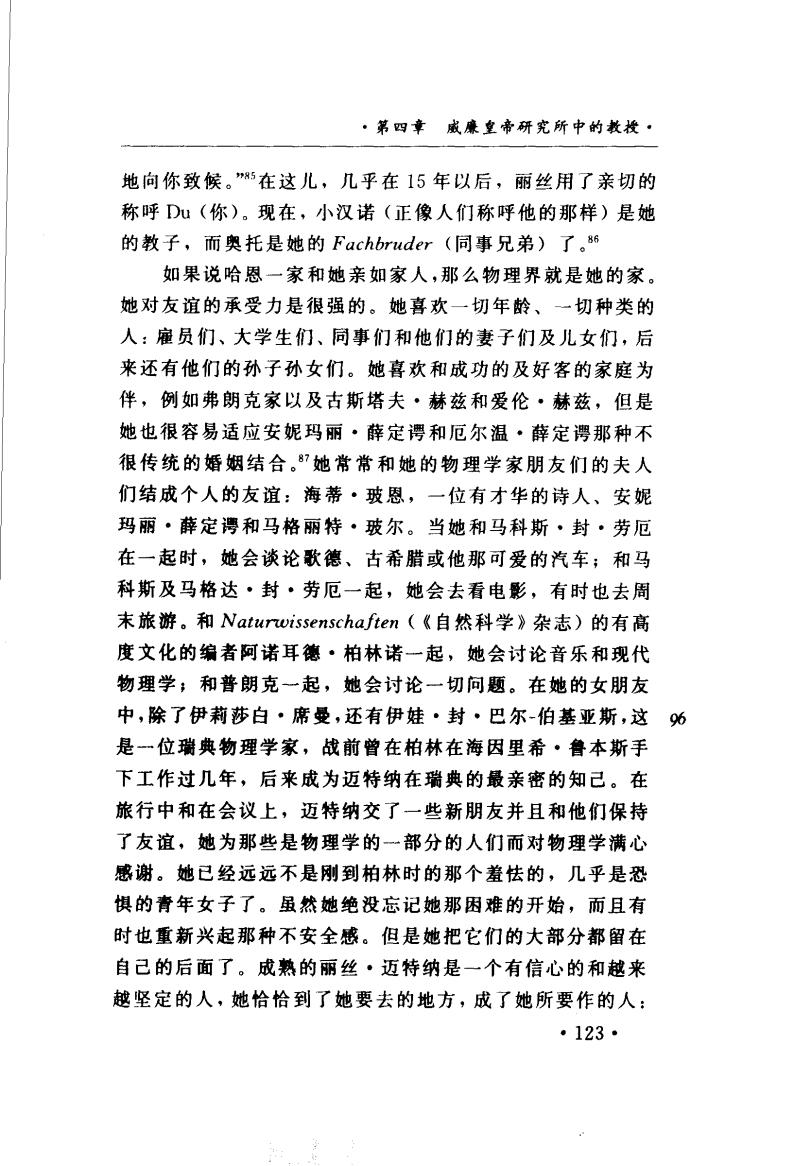 ·第四章　威廉皇帝研究所中的教授·
地向你致候。”85在这儿，几乎在 15 年以后，丽丝用了亲切的
称呼 Du（你）。现在，小汉诺（正像人们称呼他的那样）是她
的教子，而奥托是她的 Fachbruder（同事兄弟）了。86
如果说哈恩一家和她亲如家人，那么物理界就是她的家。
她对友谊的承受力是很强的。她喜欢一切年龄、一切种类的
人：雇员们、大学生们、同事们和他们的妻子们及儿女们，后
来还有他们的孙子孙女们。她喜欢和成功的及好客的家庭为
伴，例如弗朗克家以及古斯塔夫·赫兹和爱伦·赫兹，但是
她也很容易适应安妮玛丽·薛定谔和厄尔温·薛定谔那种不
很传统的婚姻结合。87她常常和她的物理学家朋友们的夫人
们结成个人的友谊：海蒂·玻恩，一位有才华的诗人、安妮
玛丽·薛定谔和马格丽特·玻尔。当她和马科斯·封·劳厄
在一起时，她会谈论歌德、古希腊或他那可爱的汽车；和马
科斯及马格达·封·劳厄一起，她会去看电影，有时也去周
末旅游。和 Naturwissenschaften（《自然科学》杂志）的有高
度文化的编者阿诺耳德·柏林诺一起，她会讨论音乐和现代
物理学；和普朗克一起，她会讨论一切问题。在她的女朋友
中，除了伊莉莎白·席曼，还有伊娃·封·巴尔-伯基亚斯，这 96
是一位瑞典物理学家，战前曾在柏林在海因里希·鲁本斯手
下工作过几年，后来成为迈特纳在瑞典的最亲密的知己。在
旅行中和在会议上，迈特纳交了一些新朋友并且和他们保持
了友谊，她为那些是物理学的一部分的人们而对物理学满心
感谢。她已经远远不是刚到柏林时的那个羞怯的，几乎是恐
惧的青年女子了。虽然她绝没忘记她那困难的开始，而且有
时也重新兴起那种不安全感。但是她把它们的大部分都留在
自己的后面了。成熟的丽丝·迈特纳是一个有信心的和越来
越坚定的人，她恰恰到了她要去的地方，成了她所要作的人：
·123·